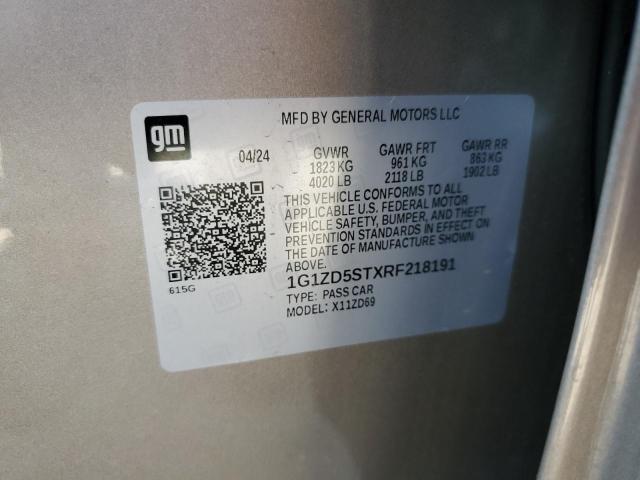 gm
MFD BY GENERAL MOTORS LLC
04/24
GVWR GAWR FRT GAWR RR
1823 KG 961 KG 863 KG
4020 LB 2118 LB 1902 LB
THIS VEHICLE CONFORMS TO ALL
APPLICABLE U.S. FEDERAL MOTOR
VEHICLE SAFETY, BUMPER, AND THEFT
PREVENTION STANDARDS IN EFFECT ON
THE DATE OF MANUFACTURE SHOWN
ABOVE.
615G
1G1ZD5STXRF218191
TYPE: PASS CAR
MODEL: X11ZD69